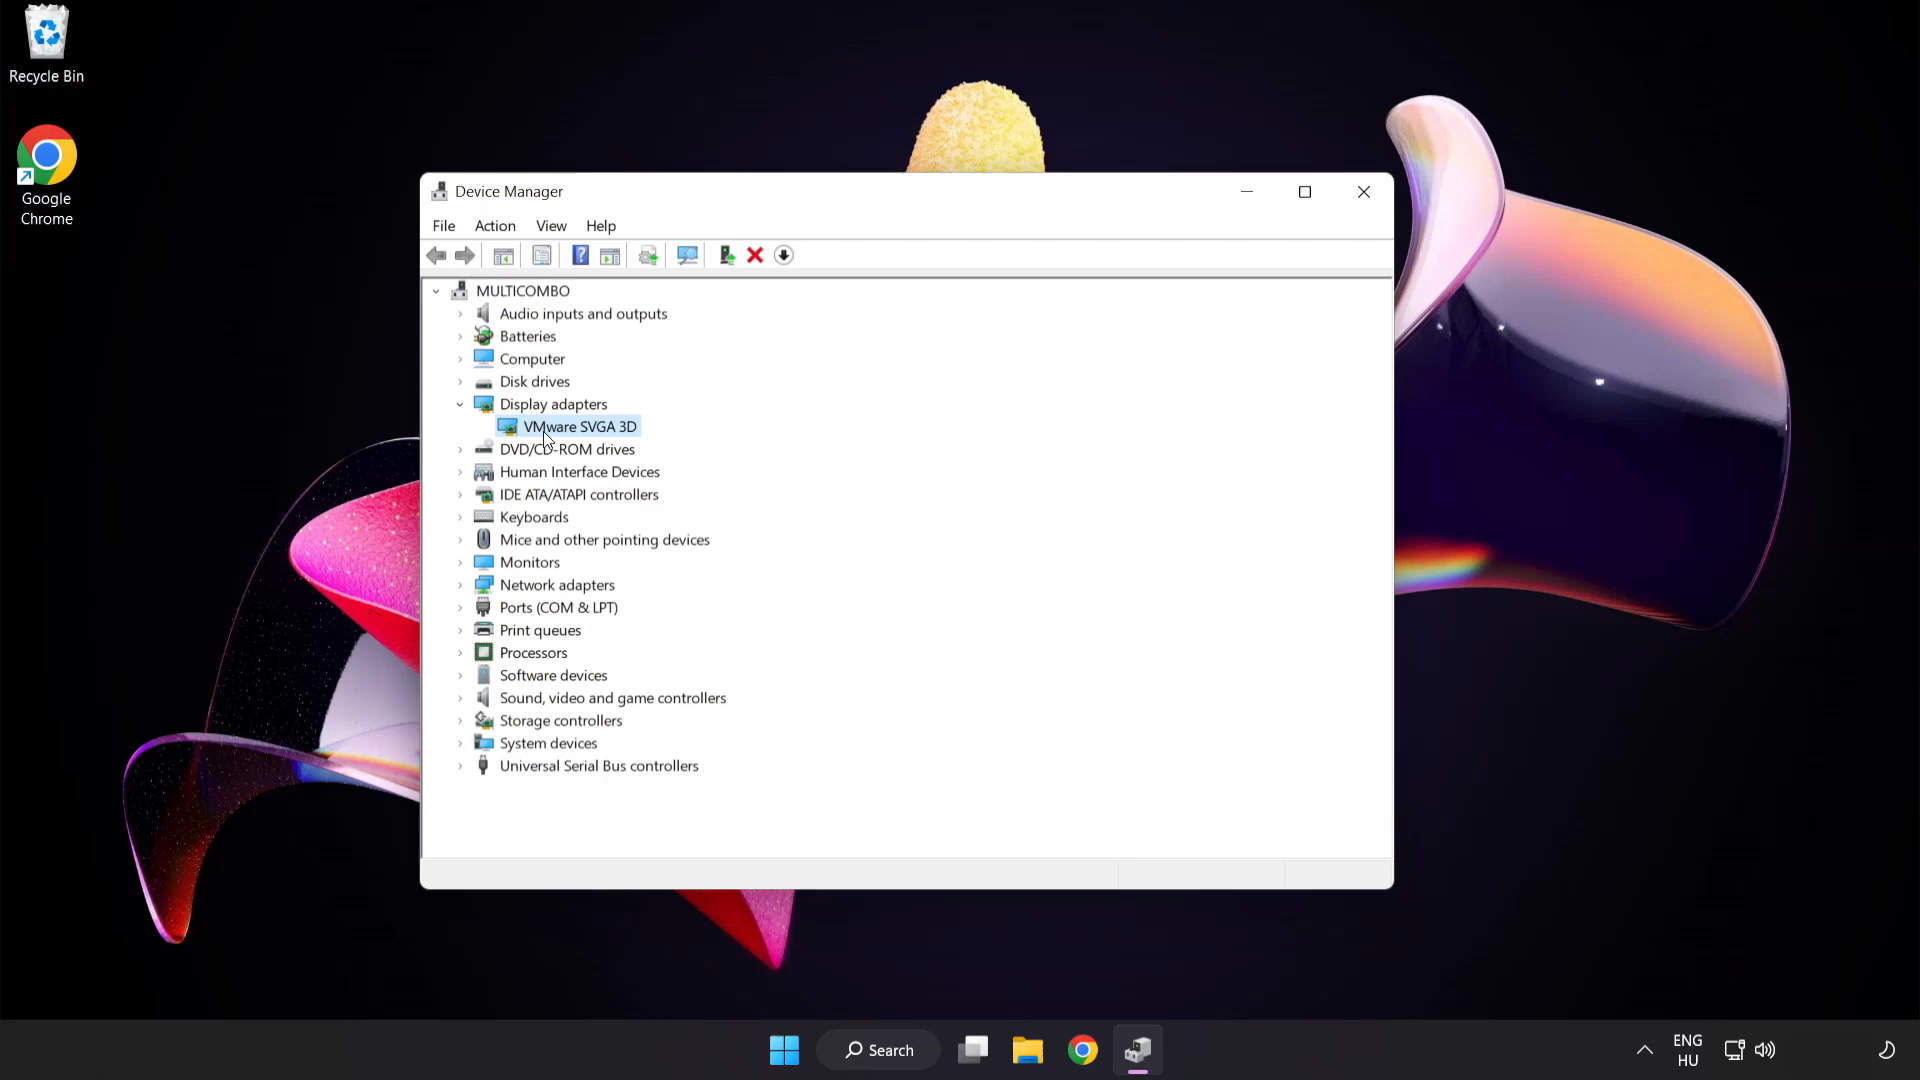 Recycle Bin
Google
Chrome
Device Manager
File Action View Help
MULTICOMBO
Audio inputs and outputs
Batteries
Computer
Disk drives
Display adapters
VMware SVGA 3D
DVD/CD-ROM drives
Human Interface Devices
IDE ATA/ATAPI controllers
Keyboards
Mice and other pointing devices
Monitors
Network adapters
Ports (COM & LPT)
Print queues
Processors
Software devices
Sound, video and game controllers
Storage controllers
System devices
Universal Serial Bus controllers
Search
ENG
HU